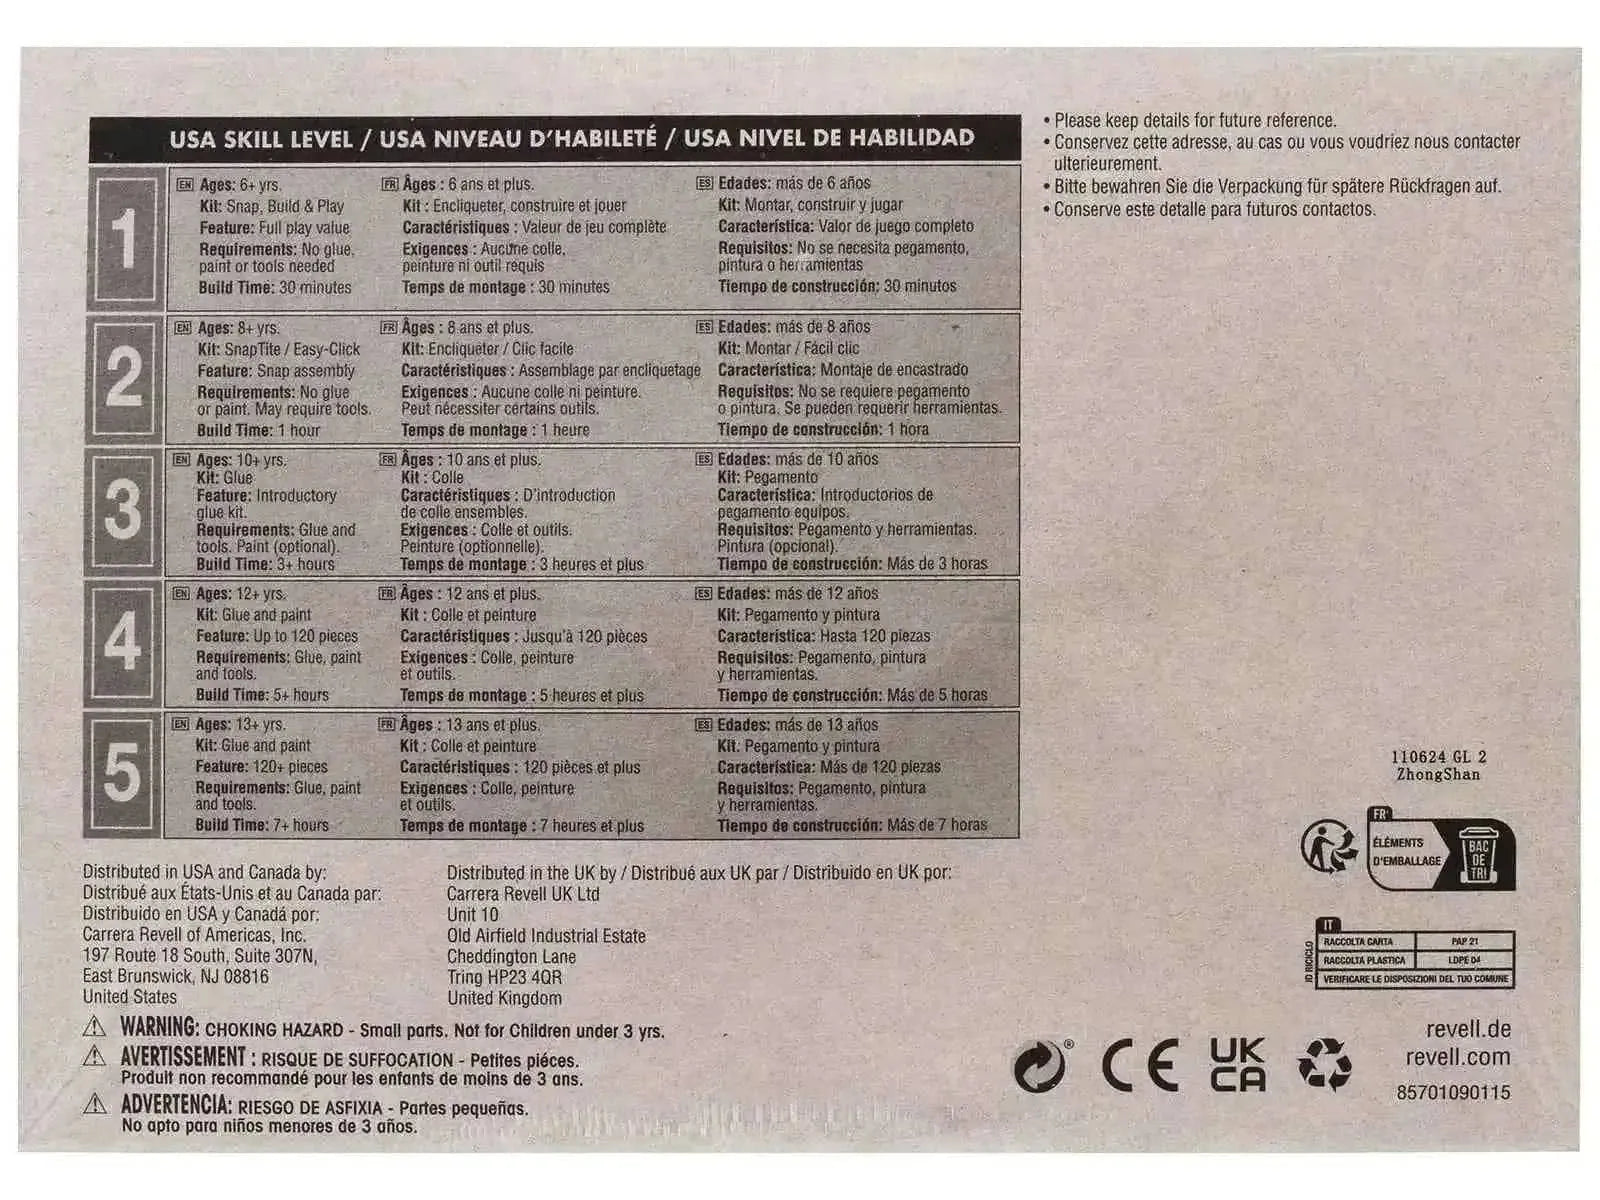 USA SKILL LEVEL / USA NIVEAU D'HABILETÉ / USA NIVEL DE HABILIDAD
1
EN Ages: 6+ yrs.
Kit: Snap, Build & Play
Feature: Full play value
Requirements: No glue,
paint or tools needed
Build Time: 30 minutes
FR Âges : 6 ans et plus.
Kit : Encliqueter, construire et jouer
Caractéristiques : Valeur de jeu complète
Exigences : Aucune colle,
peinture ni outil requis
Temps de montage : 30 minutes
ES Edades: más de 6 años
Kit: Montar, construir y jugar
Característica: Valor de juego completo
Requisitos: No se necesita pegamento,
pintura o herramientas
Tiempo de construcción: 30 minutos
2
EN Ages: 8+ yrs.
Kit: SnapTite / Easy-Click
Feature: Snap assembly
Requirements: No glue
or paint. May require tools.
Build Time: 1 hour
FR Âges : 8 ans et plus.
Kit: Encliqueter / Clic facile
Caractéristiques : Assemblage par encliquetage
Exigences : Aucune colle ni peinture.
Peut nécessiter certains outils.
Temps de montage : 1 heure
ES Edades: más de 8 años
Kit: Montar / Fácil clic
Característica: Montaje de encastrado
Requisitos: No se requiere pegamento
o pintura. Se pueden requerir herramientas.
Tiempo de construcción: 1 hora
3
EN Ages: 10+ yrs.
Kit: Glue
Feature: Introductory
glue kit.
Requirements: Glue and
tools. Paint (optional).
Build Time: 3+ hours
FR Âges : 10 ans et plus.
Kit : Colle
Caractéristiques : D'introduction
de colle ensembles.
Exigences : Colle et outils.
Peinture (optionnelle).
Temps de montage : 3 heures et plus
ES Edades: más de 10 años
Kit: Pegamento
Característica: Introductorios de
pegamento equipos.
Requisitos: Pegamento y herramientas.
Pintura (opcional).
Tiempo de construcción: Más de 3 horas
4
EN Ages: 12+ yrs.
Kit: Glue and paint
Feature: Up to 120 pieces
Requirements: Glue, paint
and tools.
Build Time: 5+ hours
FR Âges : 12 ans et plus.
Kit : Colle et peinture
Caractéristiques : Jusqu'à 120 pièces
Exigences : Colle, peinture
et outils.
Temps de montage : 5 heures et plus
ES Edades: más de 12 años
Kit: Pegamento y pintura
Característica: Hasta 120 piezas
Requisitos: Pegamento, pintura
y herramientas.
Tiempo de construcción: Más de 5 horas
5
EN Ages: 13+ yrs.
Kit: Glue and paint
Feature: 120+ pieces
Requirements: Glue, paint
and tools.
Build Time: 7+ hours
FR Âges : 13 ans et plus.
Kit : Colle et peinture
Caractéristiques : 120 pièces et plus
Exigences : Colle, peinture
et outils.
Temps de montage : 7 heures et plus
ES Edades: más de 13 años
Kit: Pegamento y pintura
Característica: Más de 120 piezas
Requisitos: Pegamento, pintura
y herramientas.
Tiempo de construcción: Más de 7 horas
• Please keep details for future reference.
• Conservez cette adresse, au cas ou vous voudriez nous contacter
ulterieurement.
• Bitte bewahren Sie die Verpackung für spätere Rückfragen auf.
• Conserve este detalle para futuros contactos.
110624 GL 2
ZhongShan
FR
ÉLÉMENTS
D'EMBALLAGE
BAC
DE
TRI
IT
ID RICICLO
RACCOLTA CARTA PAP 21
RACCOLTA PLASTICA LDPE 04
VERIFICARE LE DISPOSIZIONI DEL TUO COMUNE
Distributed in USA and Canada by:
Distribué aux États-Unis et au Canada par:
Distribuido en USA y Canadá por:
Carrera Revell of Americas, Inc.
197 Route 18 South, Suite 307N,
East Brunswick, NJ 08816
United States
Distributed in the UK by / Distribué aux UK par / Distribuido en UK por:
Carrera Revell UK Ltd
Unit 10
Old Airfield Industrial Estate
Cheddington Lane
Tring HP23 4QR
United Kingdom
WARNING: CHOKING HAZARD - Small parts. Not for Children under 3 yrs.
AVERTISSEMENT : RISQUE DE SUFFOCATION - Petites piéces.
Produit non recommandé pour les enfants de moins de 3 ans.
ADVERTENCIA: RIESGO DE ASFIXIA - Partes pequeñas.
No apto para niños menores de 3 años.
® CE UK
CA
revell.de
revell.com
85701090115